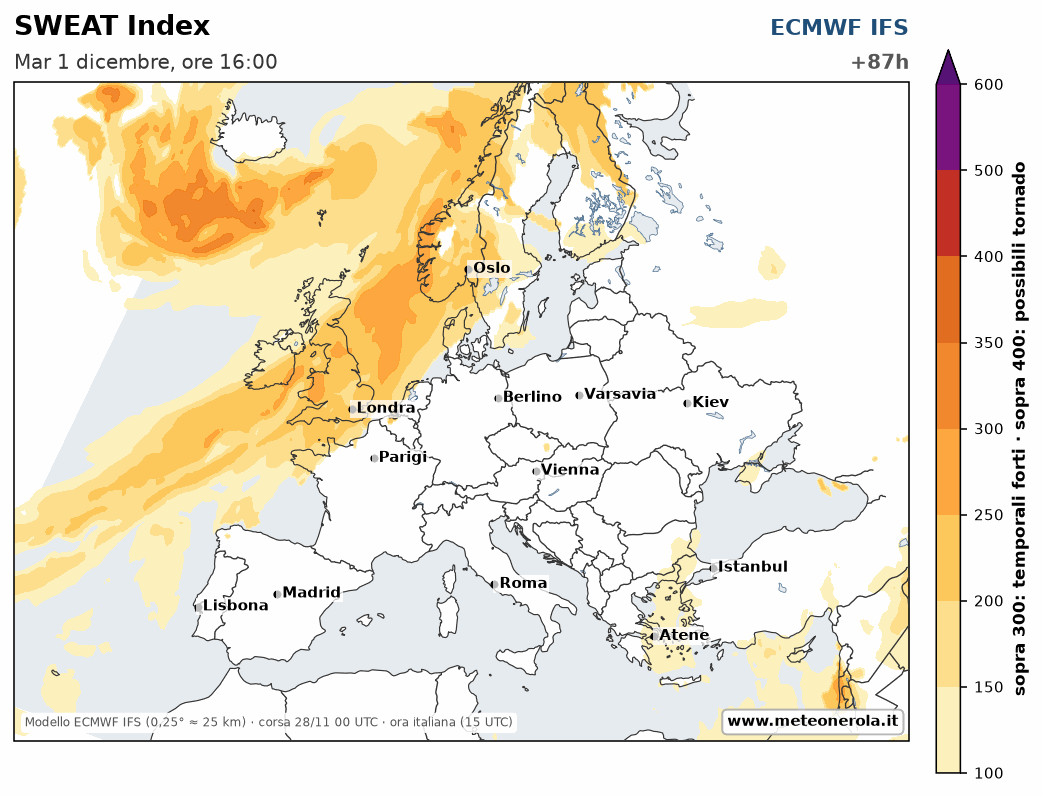 SWEAT Index
ECMWF IFS
Mar 1 dicembre, ore 16:00
+87h
Oslo
Londra
Berlino
Varsavia
Kiev
Parigi
Vienna
Istanbul
Roma
Madrid
Lisbona
Atene
Modello ECMWF IFS (0,25° ≈ 25 km) · corsa 28/11 00 UTC · ora italiana (15 UTC)
www.meteonerola.it
600
500
400
350
300
250
200
150
100
sopra 300: temporali forti · sopra 400: possibili tornado